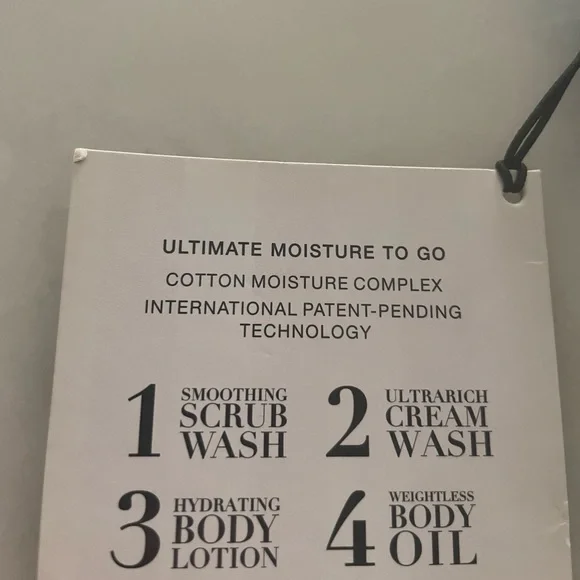 ULTIMATE MOISTURE TO GO
COTTON MOISTURE COMPLEX
INTERNATIONAL PATENT-PENDING
TECHNOLOGY
1 SMOOTHING
SCRUB
WASH
2 ULTRARICH
CREAM
WASH
3 HYDRATING
BODY
LOTION
4 WEIGHTLESS
BODY
OIL